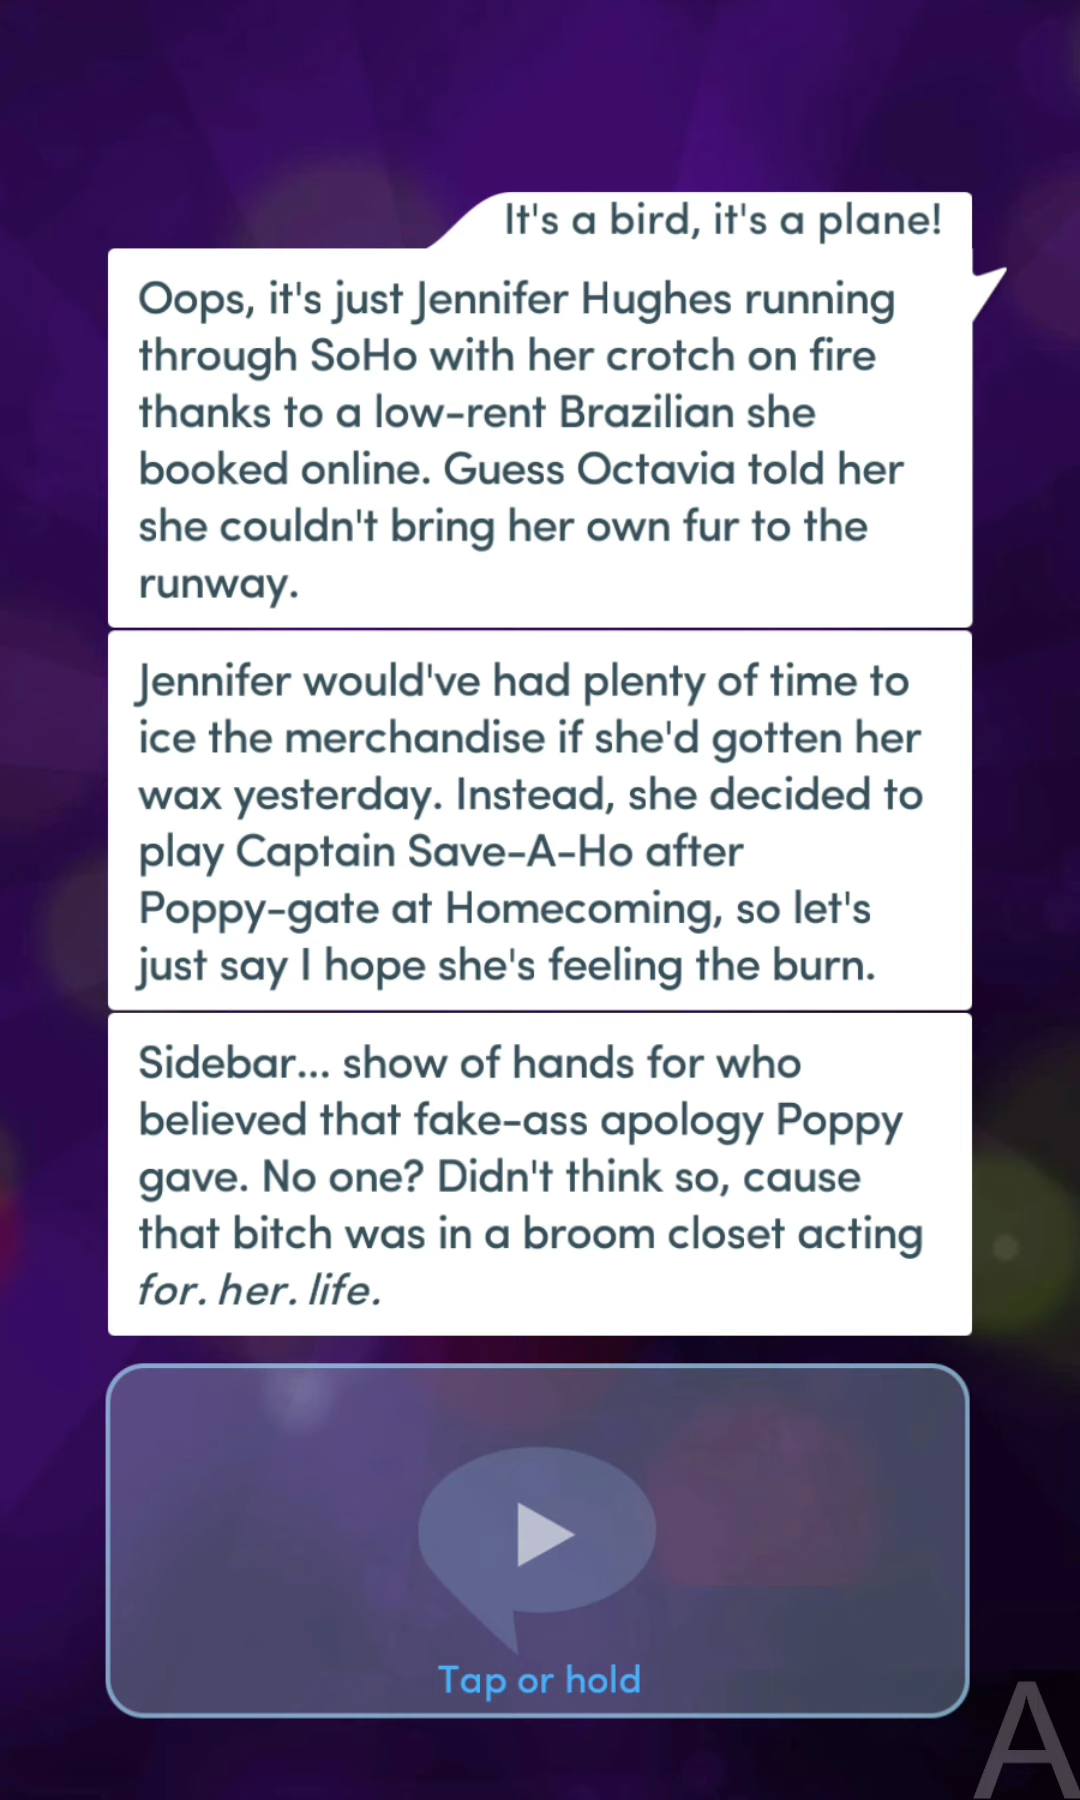 It's a bird, it's a plane!
Oops, it's just Jennifer Hughes running
through SoHo with her crotch on fire
thanks to a low-rent Brazilian she
booked online. Guess Octavia told her
she couldn't bring her own fur to the
runway.
Jennifer would've had plenty of time to
ice the merchandise if she'd gotten her
wax yesterday. Instead, she decided to
play Captain Save-A-Ho after
Poppy-gate at Homecoming, so let's
just say I hope she's feeling the burn.
Sidebar... show of hands for who
believed that fake-ass apology Poppy
gave. No one? Didn't think so, cause
that bitch was in a broom closet acting
for. her. life.
Tap or hold
A